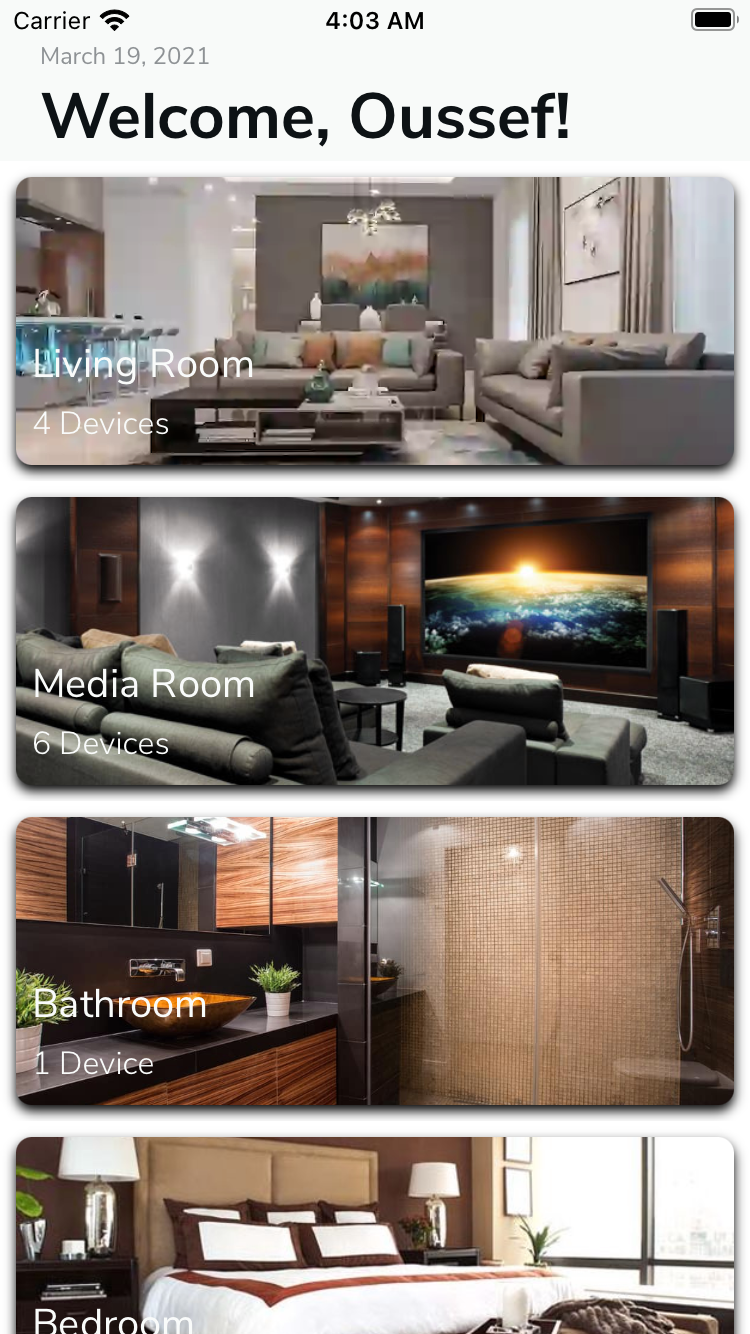 Carrier 4:03 AM
March 19, 2021
Welcome, Oussef!
Living Room
4 Devices
Media Room
6 Devices
Bathroom
1 Device
Bedroom